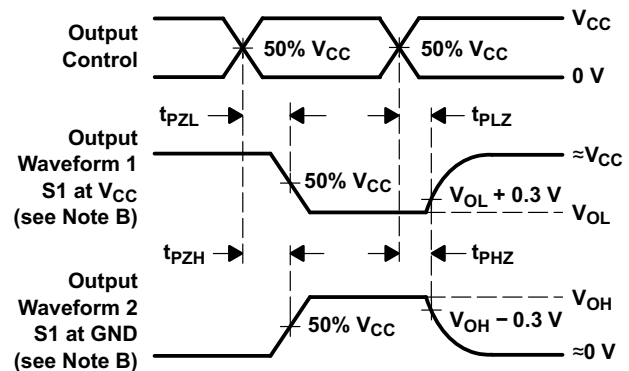 Output
Control
50% VCC
50% VCC
VCC
0 V
tPZL
tPLZ
Output
Waveform 1
S1 at VCC
(see Note B)
50% VCC
≈VCC
VOL + 0.3 V
VOL
tPZH
tPHZ
Output
Waveform 2
S1 at GND
(see Note B)
50% VCC
VOH
VOH − 0.3 V
≈0 V